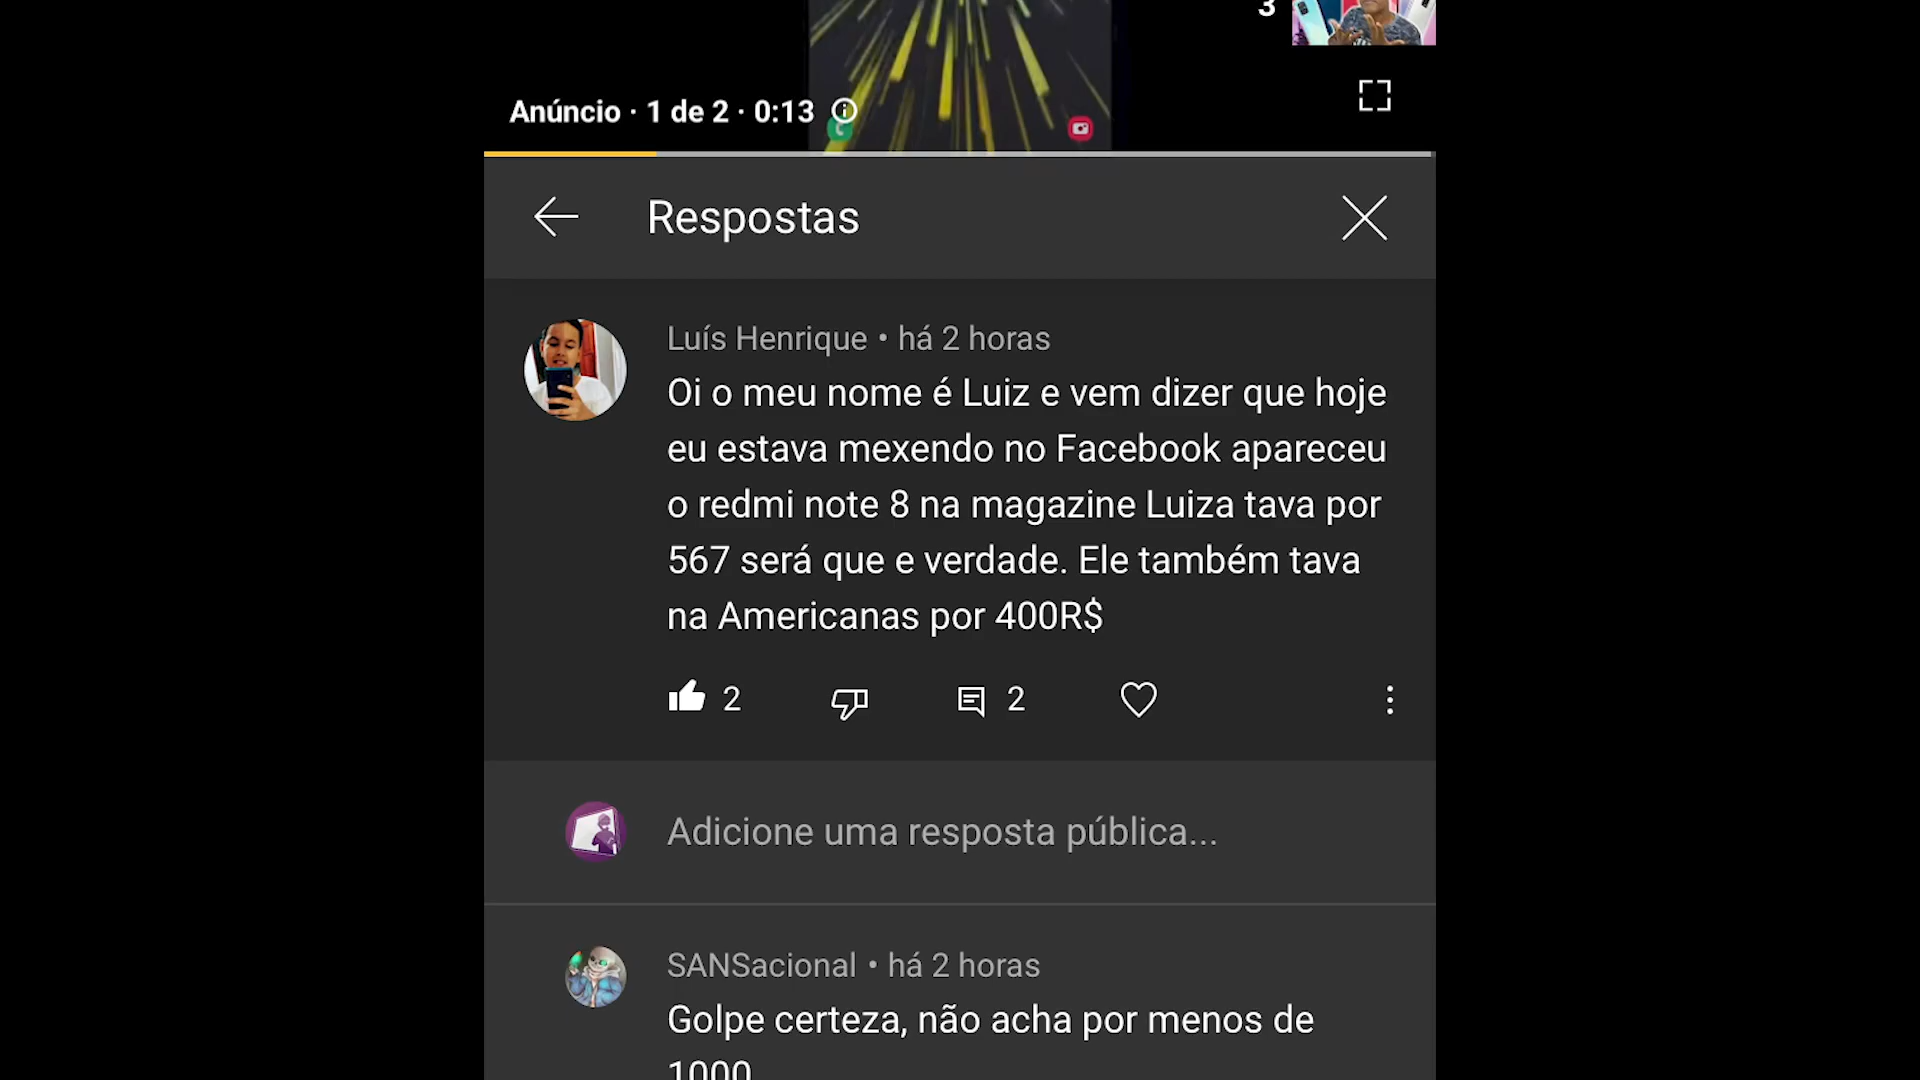 3
Anúncio · 1 de 2 · 0:13
Respostas
Luís Henrique • há 2 horas
Oi o meu nome é Luiz e vem dizer que hoje
eu estava mexendo no Facebook apareceu
o redmi note 8 na magazine Luiza tava por
567 será que e verdade. Ele também tava
na Americanas por 400R$
2
2
Adicione uma resposta pública...
SANSacional • há 2 horas
Golpe certeza, não acha por menos de
1000